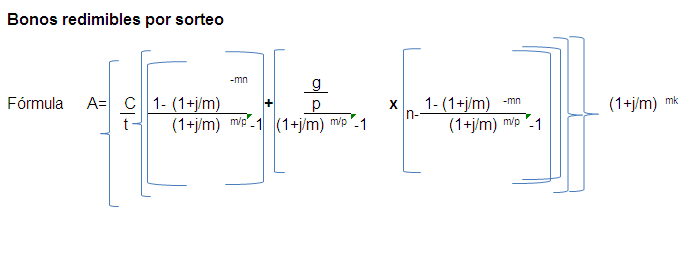 Bonos redimibles por sorteo
-mn g
Fórmula A= C 1- (1+j/m) + p x 1- (1+j/m) -mn (1+j/m) mk
t (1+j/m) m/p -1 (1+j/m) m/p -1 n- (1+j/m) m/p -1